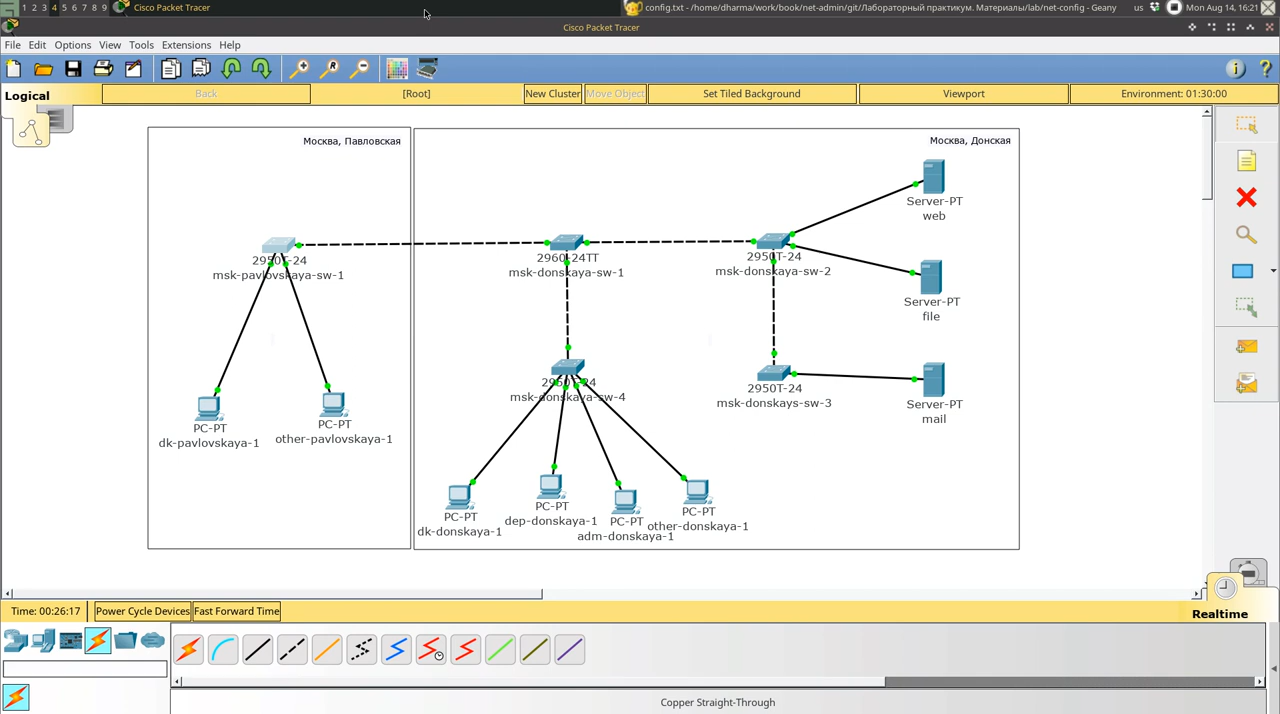 1 2 3 4 5 6 7 8 9
Cisco Packet Tracer
config.txt - /home/dharma/work/book/net-admin/git/Лабораторный практикум. Материалы/lab/net-config - Geany
us
Mon Aug 14, 16:21
Cisco Packet Tracer
File Edit Options View Tools Extensions Help
Logical
Back
[Root]
New Cluster
Move Object
Set Tiled Background
Viewport
Environment: 01:30:00
Москва, Павловская
Москва, Донская
Server-PT
web
2950T-24
msk-pavlovskaya-sw-1
2960-24TT
msk-donskaya-sw-1
2950T-24
msk-donskaya-sw-2
Server-PT
file
2950T-24
msk-donskaya-sw-4
2950T-24
msk-donskays-sw-3
Server-PT
mail
PC-PT
dk-pavlovskaya-1
PC-PT
other-pavlovskaya-1
PC-PT
dk-donskaya-1
PC-PT
dep-donskaya-1
PC-PT
adm-donskaya-1
PC-PT
other-donskaya-1
Time: 00:26:17
Power Cycle Devices
Fast Forward Time
Realtime
Copper Straight-Through